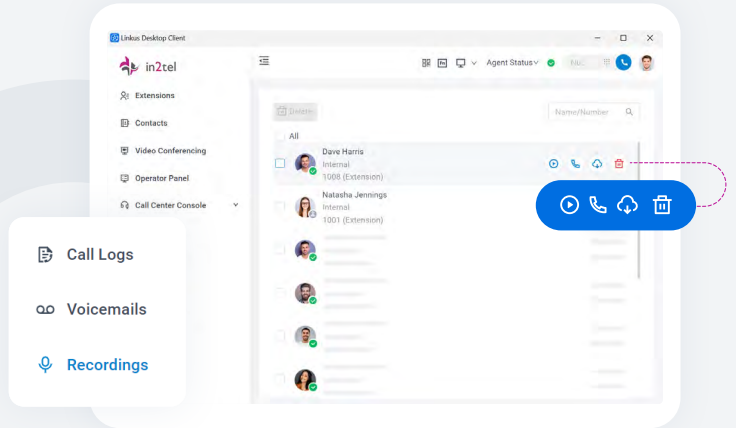 Linkus Desktop Client
in2tel
Agent Status
Extensions
Contacts
Video Conferencing
Operator Panel
Call Center Console
Call Logs
Voicemails
Recordings
Delete
Name/Number
All
Dave Harris
Internal
1008 (Extension)
Natasha Jennings
Internal
1001 (Extension)